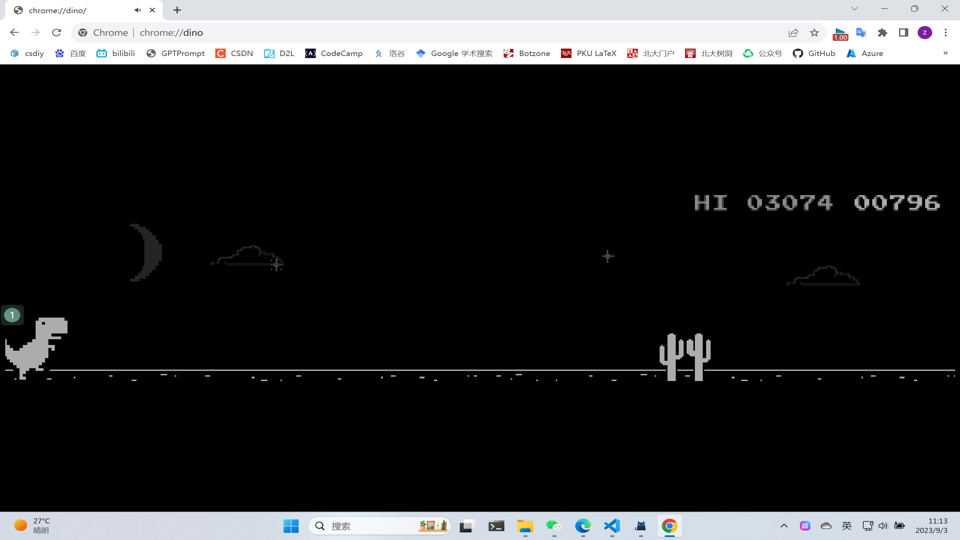 chrome://dino/
Chrome | chrome://dino
1.00
z
csdiy 百度 bilibili GPTPrompt CSDN D2L CodeCamp 洛谷 Google 学术搜索 Botzone PKU LaTeX 北大门户 北大树洞 公众号 GitHub Azure »
HI 03074 00796
1
27°C
晴朗
搜索
英
11:13
2023/9/3